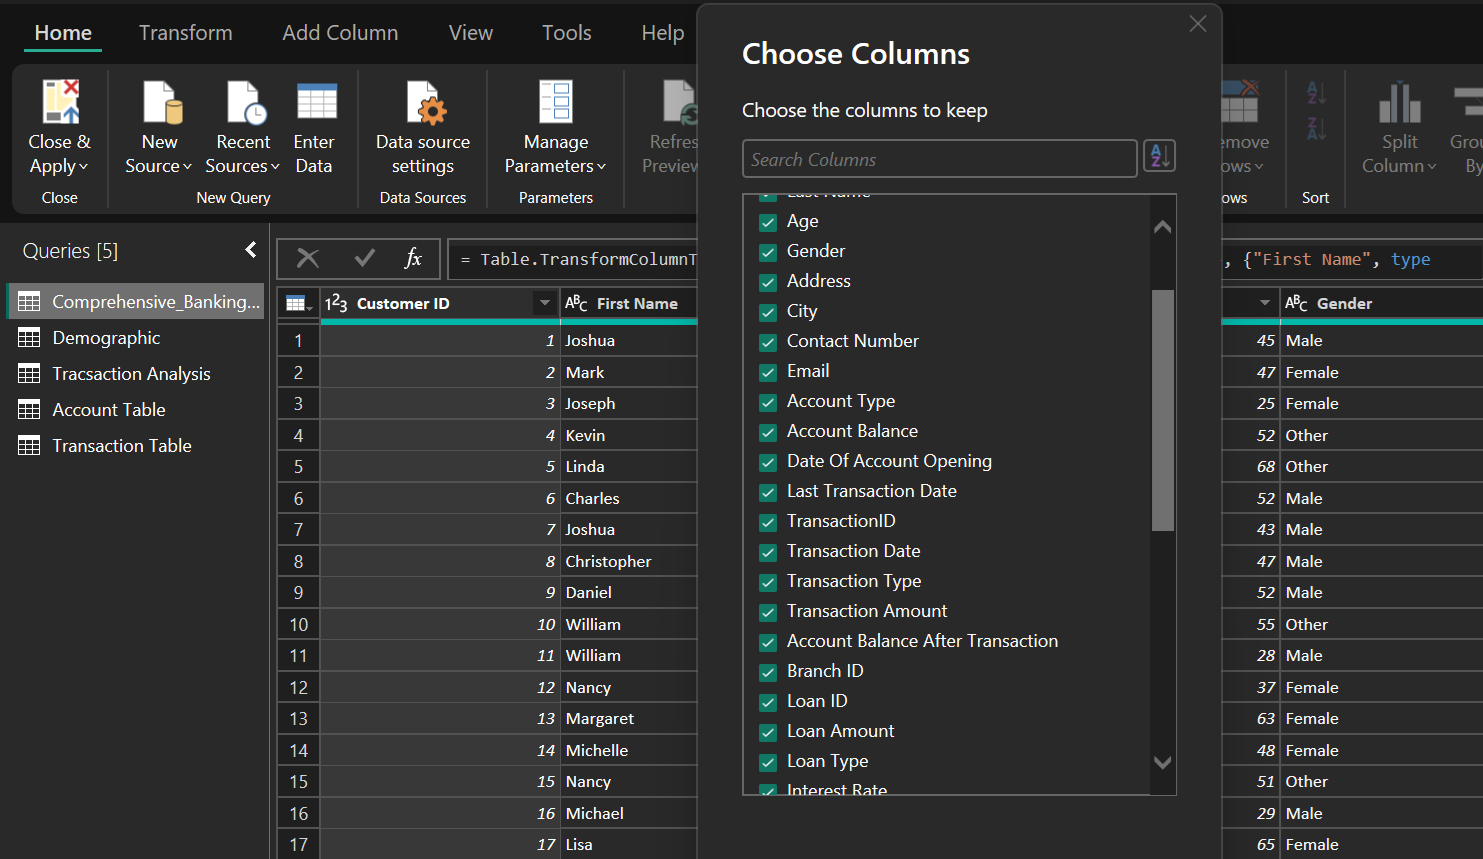 Home Transform Add Column View Tools Help
Close & Apply
Close
New Source
Recent Sources
Enter Data
New Query
Data source settings
Data Sources
Manage Parameters
Parameters
Preview
Sort
Split Column
By
Queries [5]
Comprehensive_Banking...
Demographic
Tracsaction Analysis
Account Table
Transaction Table
fx = Table.TransformColumnT , {"First Name", type
Choose Columns
Choose the columns to keep
Search Columns
Last Name
Age
Gender
Address
City
Contact Number
Email
Account Type
Account Balance
Date Of Account Opening
Last Transaction Date
TransactionID
Transaction Date
Transaction Type
Transaction Amount
Account Balance After Transaction
Branch ID
Loan ID
Loan Amount
Loan Type
Interest Rate
123 Customer ID ABC First Name ABC Gender
1 1 Joshua 45 Male
2 2 Mark 47 Female
3 3 Joseph 25 Female
4 4 Kevin 52 Other
5 5 Linda 68 Other
6 6 Charles 52 Male
7 7 Joshua 43 Male
8 8 Christopher 47 Male
9 9 Daniel 52 Male
10 10 William 55 Other
11 11 William 28 Male
12 12 Nancy 37 Female
13 13 Margaret 63 Female
14 14 Michelle 48 Female
15 15 Nancy 51 Other
16 16 Michael 29 Male
17 17 Lisa 65 Female